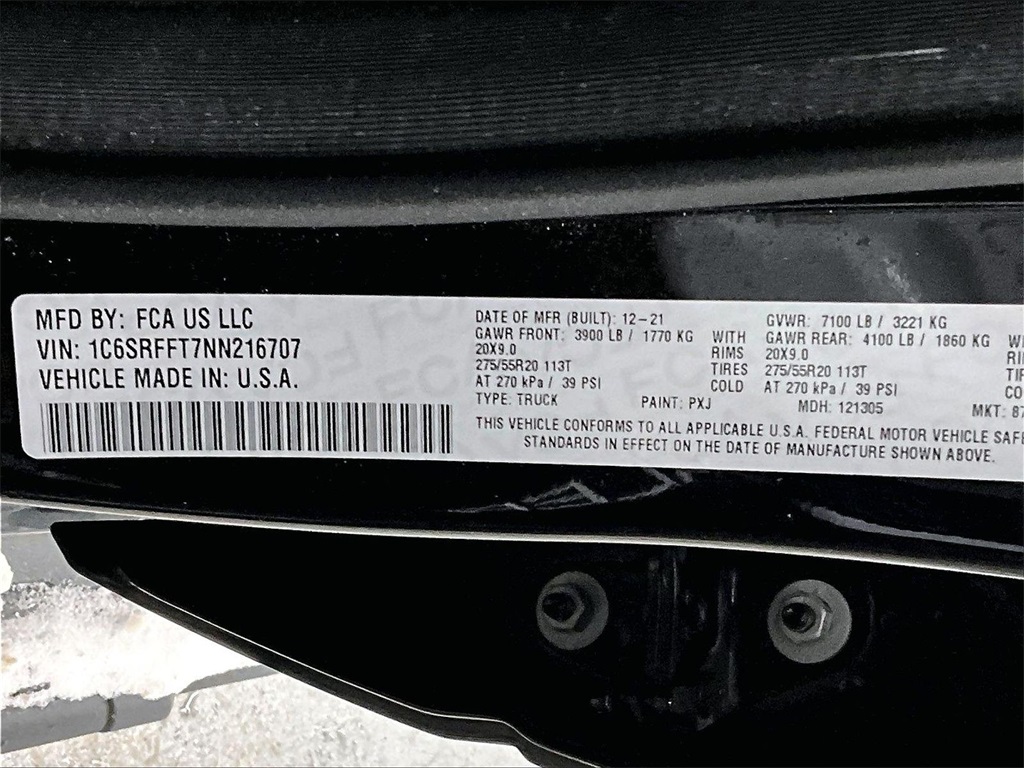 MFD BY: FCA US LLC
VIN: 1C6SRFFT7NN216707
VEHICLE MADE IN: U.S.A.
DATE OF MFR (BUILT): 12-21 GVWR: 7100 LB / 3221 KG
GAWR FRONT: 3900 LB / 1770 KG WITH GAWR REAR: 4100 LB / 1860 KG
20X9.0 RIMS 20X9.0
275/55R20 113T TIRES 275/55R20 113T
AT 270 kPa / 39 PSI COLD AT 270 kPa / 39 PSI
TYPE: TRUCK PAINT: PXJ MDH: 121305 MKT: 87
THIS VEHICLE CONFORMS TO ALL APPLICABLE U.S.A. FEDERAL MOTOR VEHICLE SAFE
STANDARDS IN EFFECT ON THE DATE OF MANUFACTURE SHOWN ABOVE.